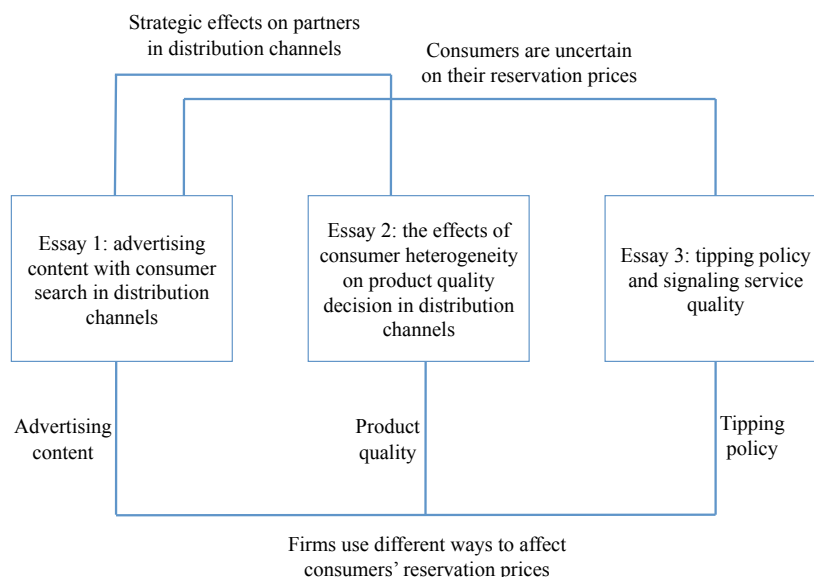 Strategic effects on partners
in distribution channels
Consumers are uncertain
on their reservation prices
Essay 1: advertising
content with consumer
search in distribution
channels
Essay 2: the effects of
consumer heterogeneity
on product quality
decision in distribution
channels
Essay 3: tipping policy
and signaling service
quality
Advertising
content
Product
quality
Tipping
policy
Firms use different ways to affect
consumers’ reservation prices